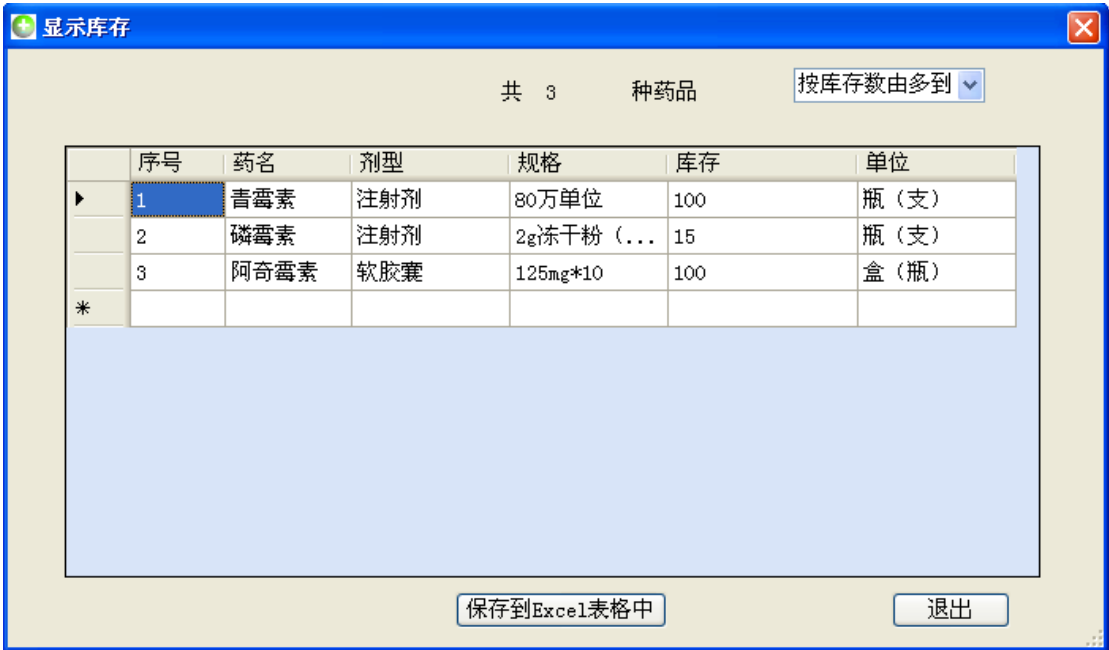 显示库存
共 3 种药品 按库存数由多到
序号 药名 剂型 规格 库存 单位
1 青霉素 注射剂 80万单位 100 瓶（支）
2 磷霉素 注射剂 2g冻干粉（... 15 瓶（支）
3 阿奇霉素 软胶囊 125mg*10 100 盒（瓶）
保存到Excel表格中 退出